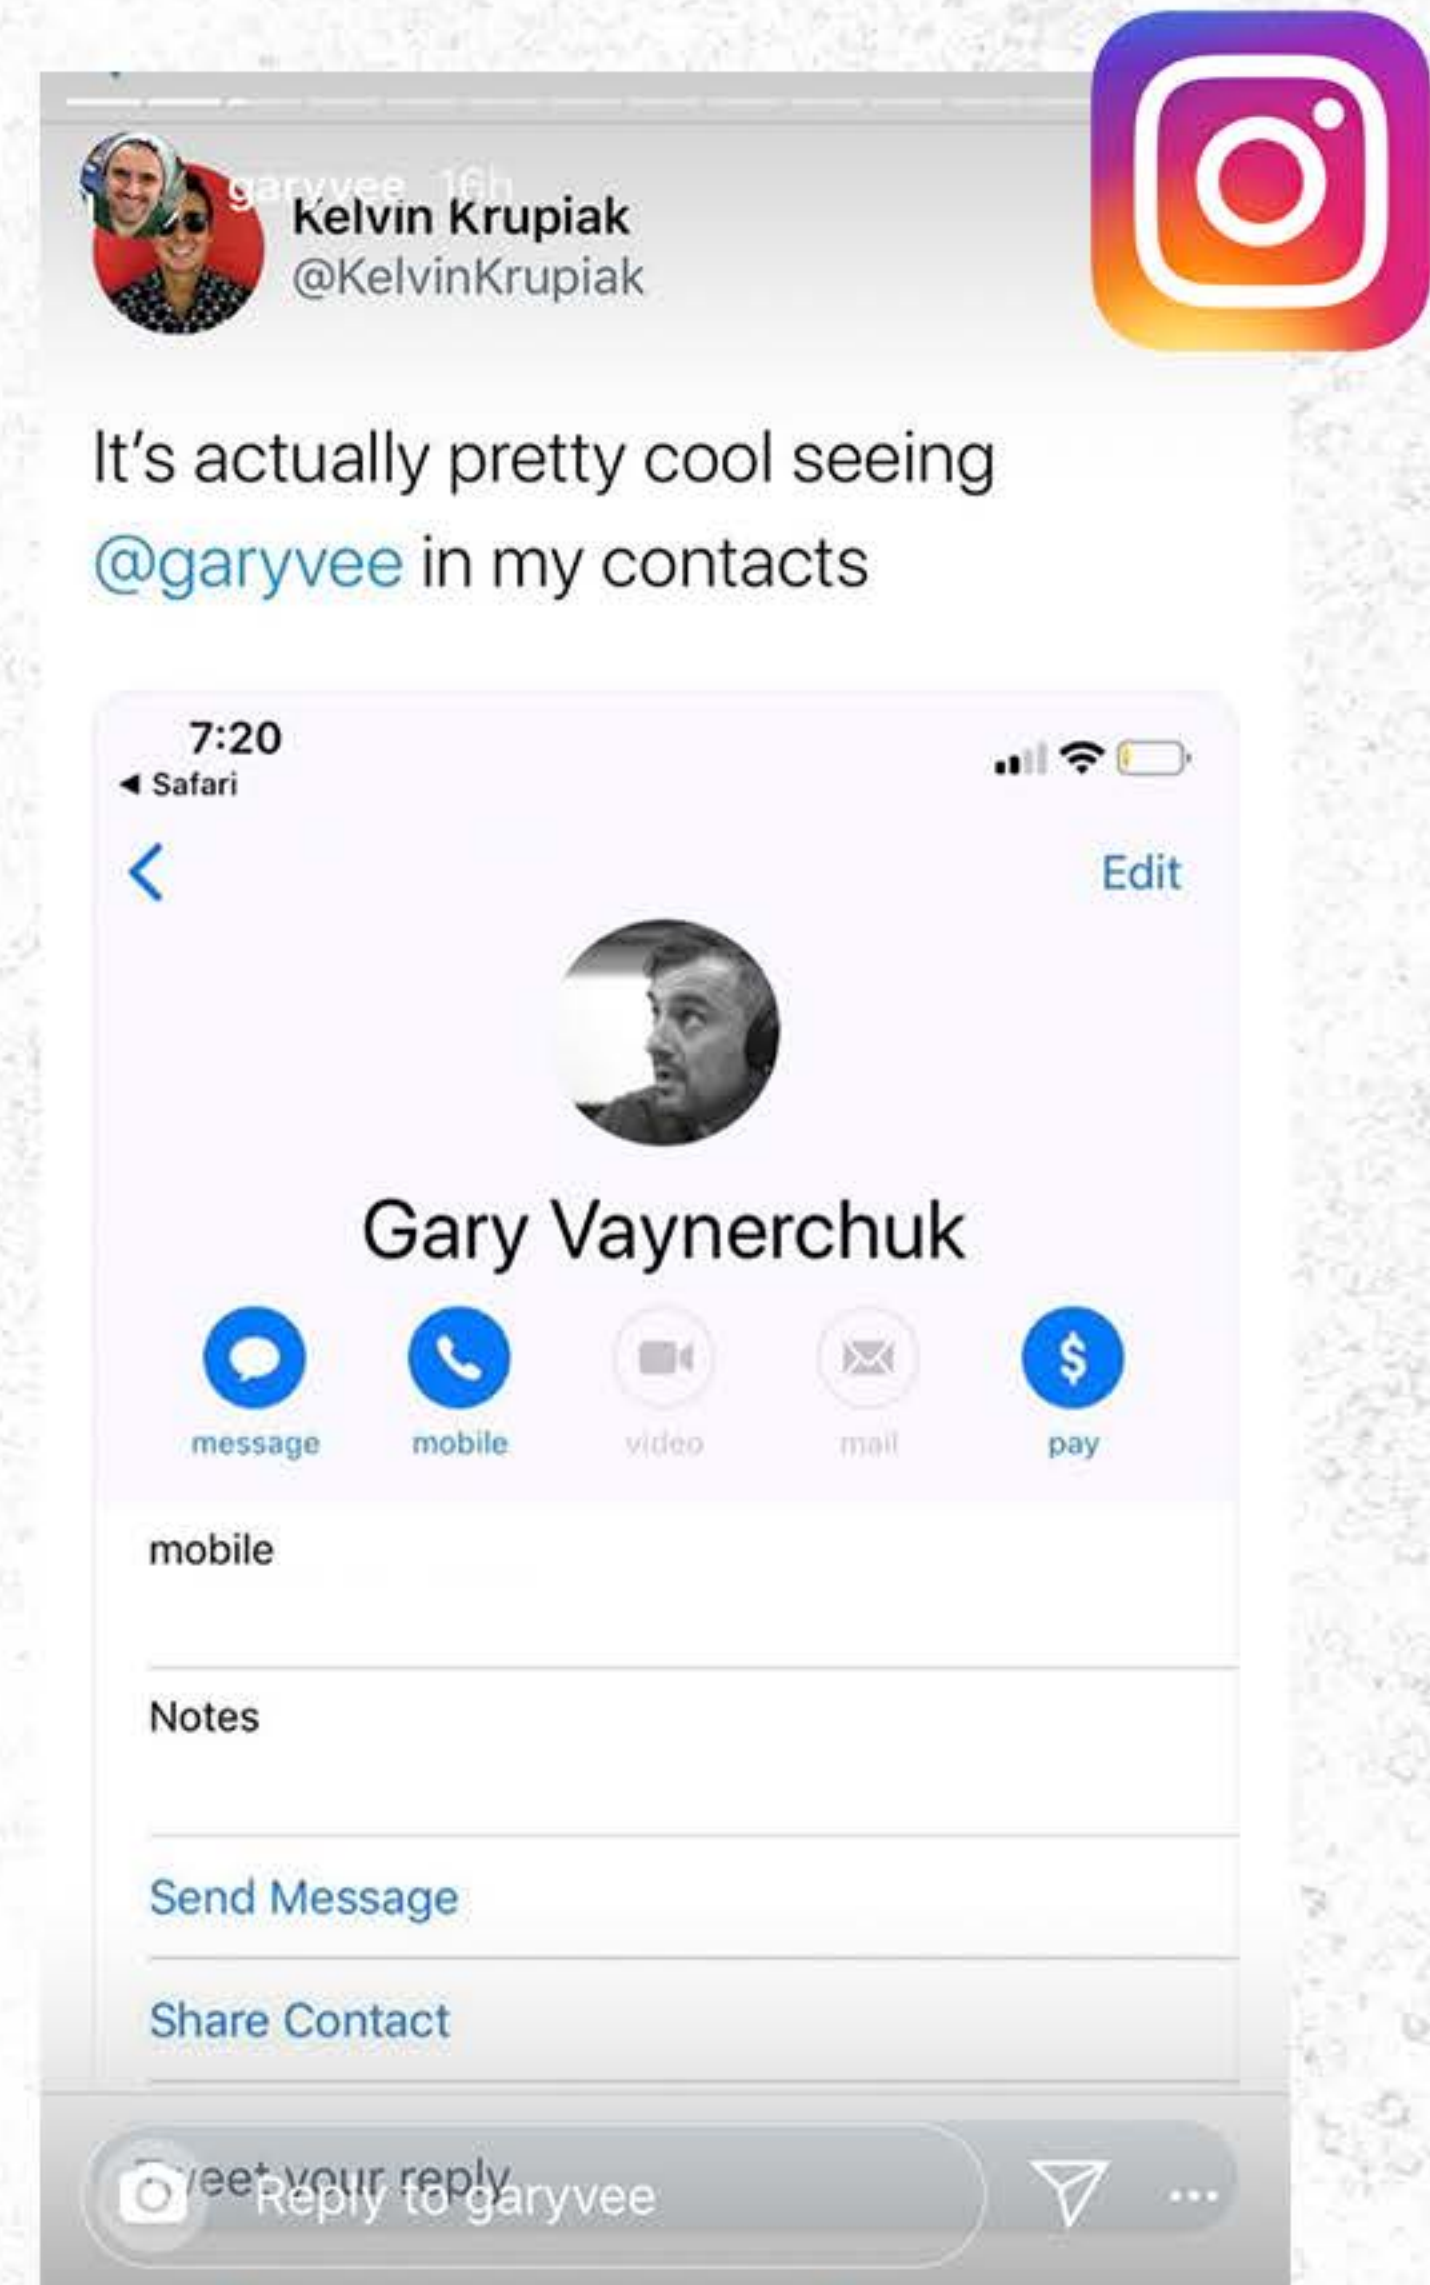 garyvee 16h
Kelvin Krupiak
@KelvinKrupiak
It's actually pretty cool seeing
@garyvee in my contacts
7:20
Safari
Edit
Gary Vaynerchuk
message mobile video mail pay
mobile
Notes
Send Message
Share Contact
Tweet your reply
Reply to garyvee